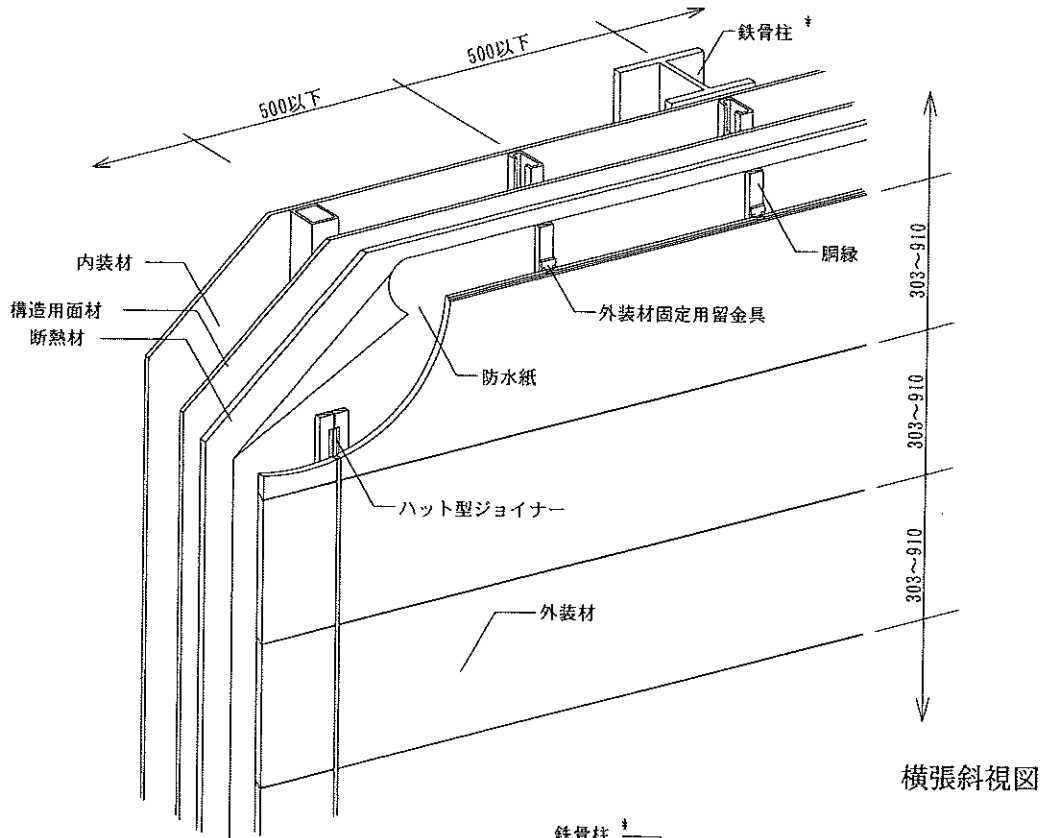 500以下
500以下
鉄骨柱 *
内装材
構造用面材
断熱材
胴縁
外装材固定用留金具
防水紙
ハット型ジョイナー
外装材
303~910
303~910
303~910
横張斜視図
鉄骨柱 *